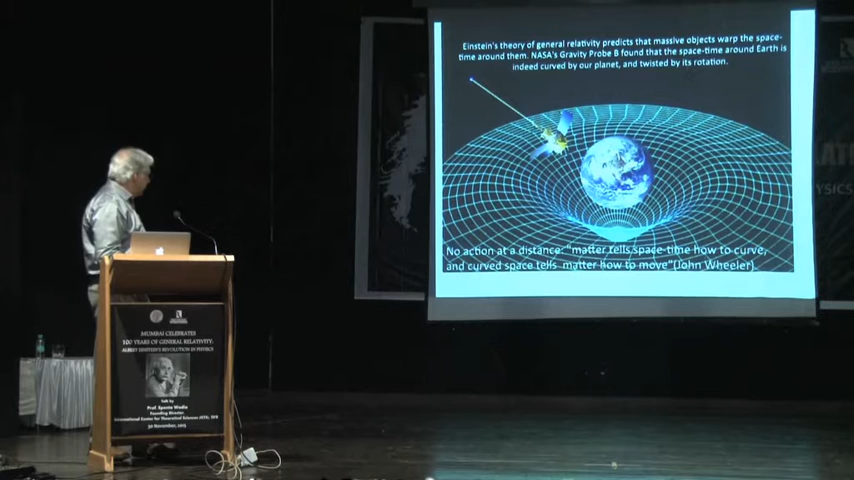 Einstein's theory of general relativity predicts that massive objects warp the space-
time around them. NASA's Gravity Probe B found that the space-time around Earth is
indeed curved by our planet, and twisted by its rotation.
No action at a distance: "matter tells space-time how to curve,
and curved space tells matter how to move" (John Wheeler).
MUMBAI CELEBRATES
100 YEARS OF GENERAL RELATIVITY:
ALBERT EINSTEIN'S REVOLUTION IN PHYSICS
Talk by
Prof. Spenta Wadia
Founding Director
International Centre for Theoretical Sciences (ICTS), TIFR
30 November, 2015